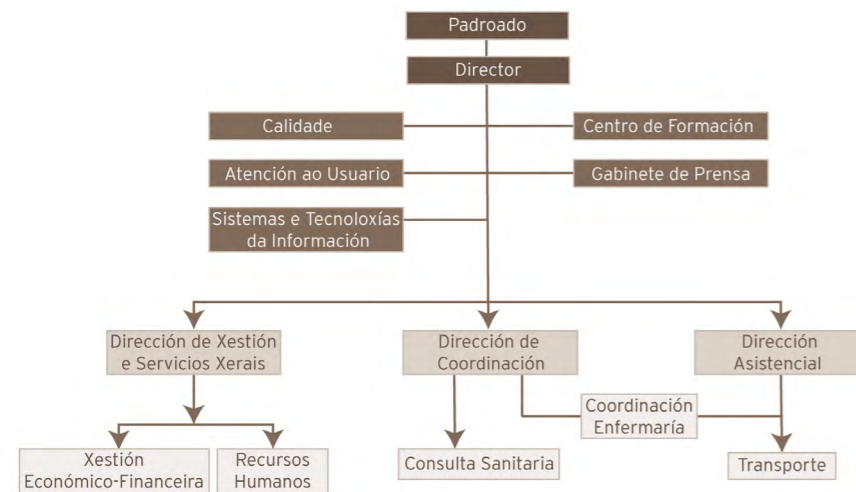 Padroado
Director
Calidade
Centro de Formación
Atención ao Usuario
Gabinete de Prensa
Sistemas e Tecnoloxías
da Información
Dirección de Xestión
e Servicios Xerais
Dirección de
Coordinación
Dirección
Asistencial
Coordinación
Enfermaría
Xestión
Económico-Financeira
Recursos
Humanos
Consulta Sanitaria
Transporte